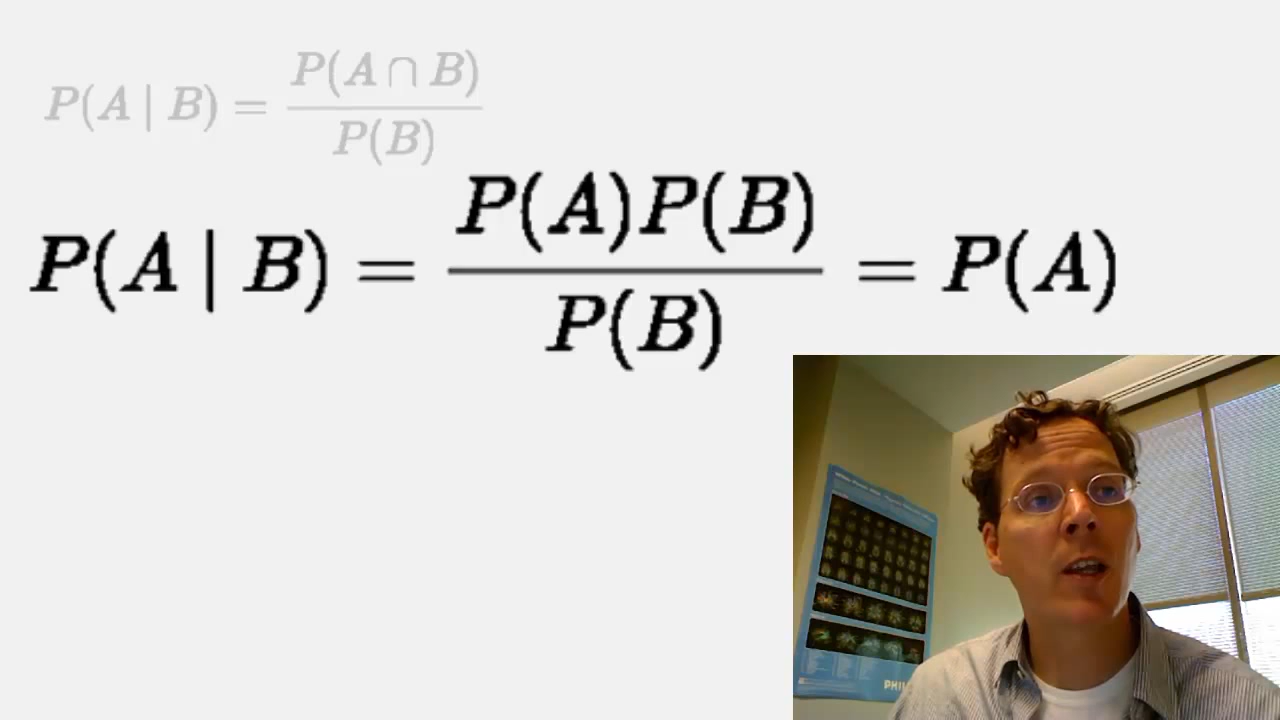 P(A | B) = P(A ∩ B) / P(B)
P(A | B) = P(A)P(B) / P(B) = P(A)